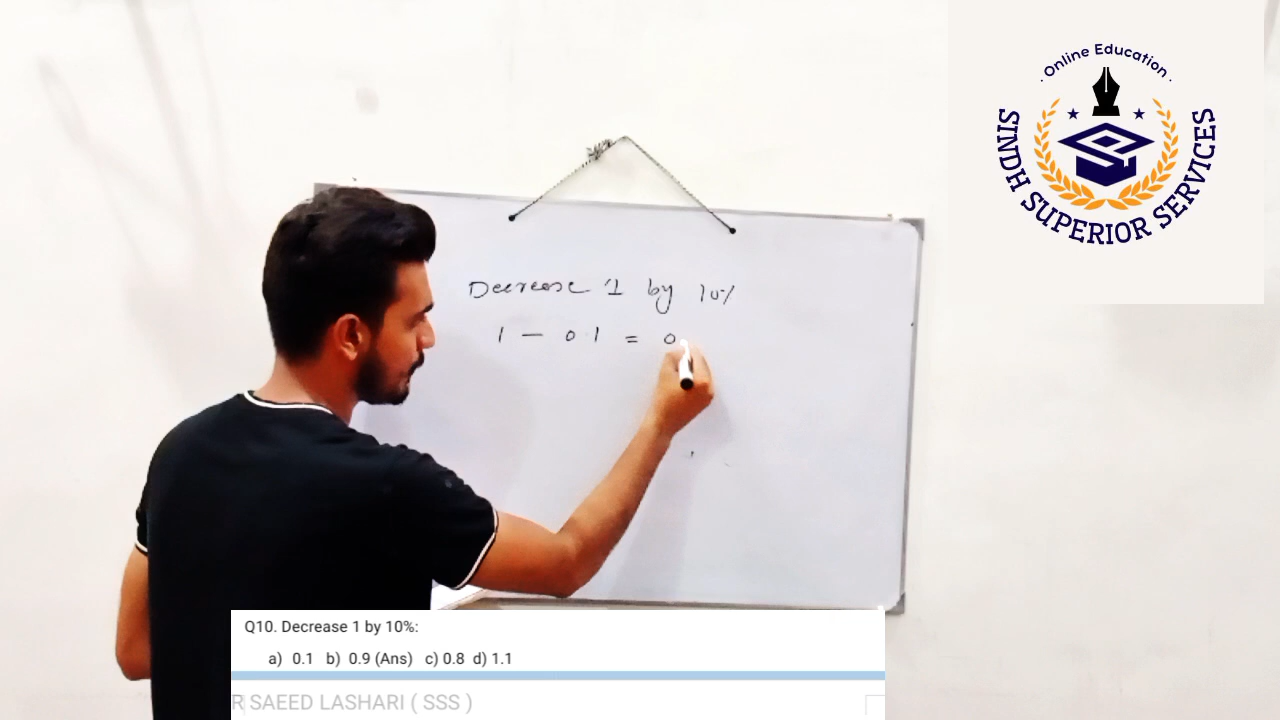 · Online Education ·
SINDH SUPERIOR SERVICES
Decrease 1 by 10%
1 — 0.1 = 0
Q10. Decrease 1 by 10%:
a) 0.1 b) 0.9 (Ans) c) 0.8 d) 1.1
R SAEED LASHARI ( SSS )